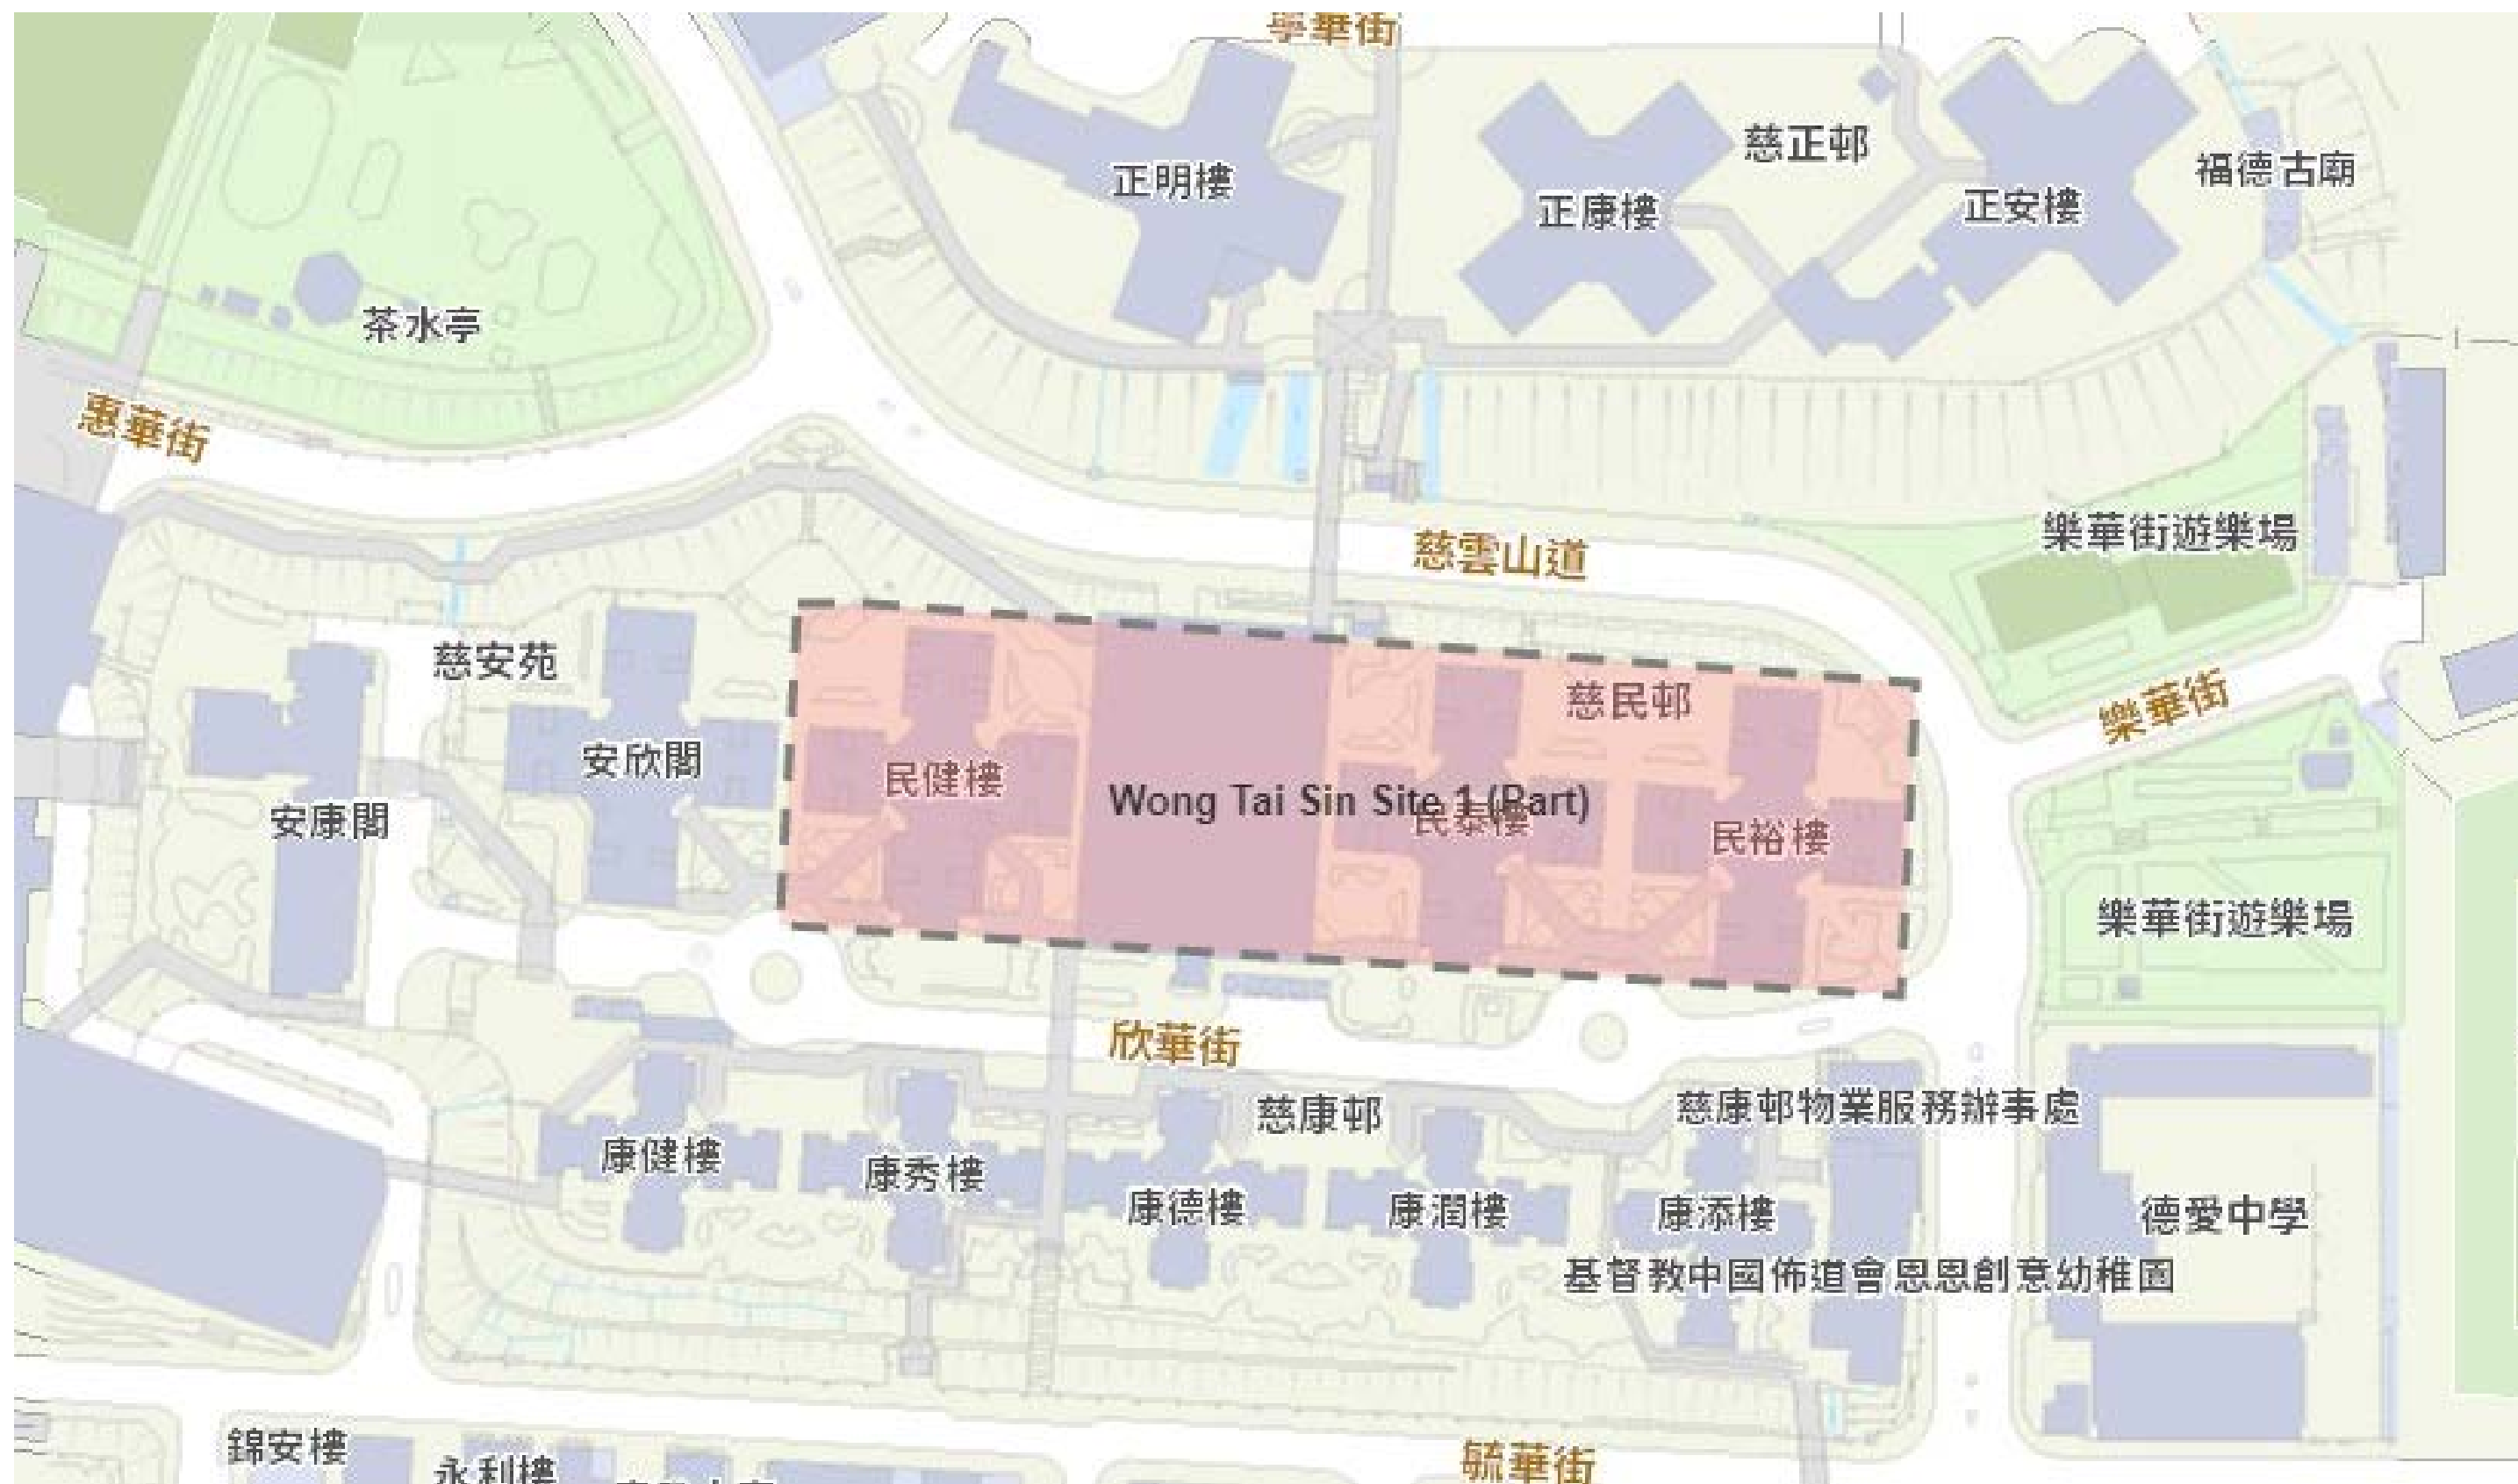 華街
正明樓
慈正邨
正康樓
正安樓
福德古廟
茶水亭
惠華街
慈雲山道
樂華街遊樂場
慈安苑
安欣閣
安康閣
民健樓
慈民邨
Wong Tai Sin Site 1 (Part)
民泰樓
民裕樓
樂華街
樂華街遊樂場
欣華街
慈康邨
慈康邨物業服務辦事處
康健樓
康秀樓
康德樓
康潤樓
康添樓
德愛中學
基督教中國佈道會恩恩創意幼稚園
錦安樓
永利樓
毓華街